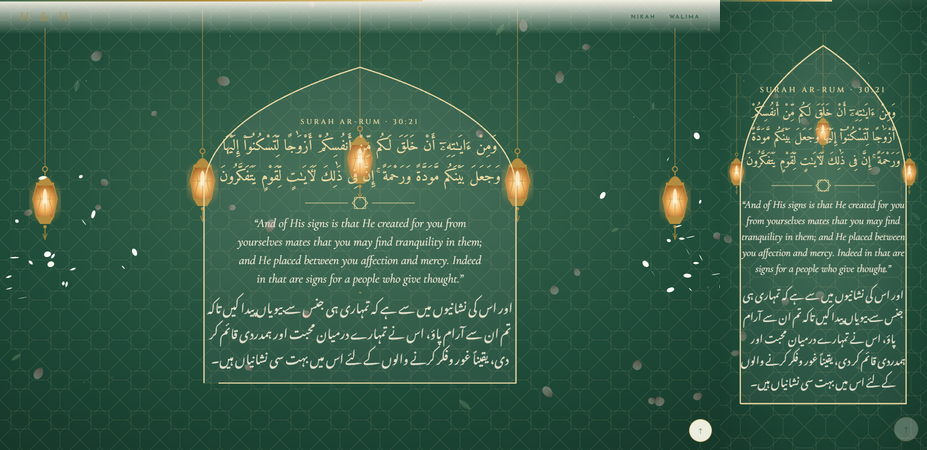 NIKAH WALIMA
SURAH AR-RUM · 30:21
وَمِنْ ءَايَـٰتِهِۦٓ أَنْ خَلَقَ لَكُم مِّنْ أَنفُسِكُمْ أَزْوَٰجًا لِّتَسْكُنُوٓا۟ إِلَيْهَا
وَجَعَلَ بَيْنَكُم مَّوَدَّةً وَرَحْمَةً ۚ إِنَّ فِى ذَٰلِكَ لَـَٔايَـٰتٍ لِّقَوْمٍ يَتَفَكَّرُونَ
“And of His signs is that He created for you from
yourselves mates that you may find tranquility in them;
and He placed between you affection and mercy. Indeed
in that are signs for a people who give thought.”
اور اس کی نشانیوں میں سے ہے کہ تمہاری ہی جنس سے بیویاں پیدا کیں تاکہ
تم ان سے آرام پاؤ، اس نے تمہارے درمیان محبت اور ہمدردی قائم کر
دی، یقیناً غور وفکر کرنے والوں کے لئے اس میں بہت سی نشانیاں ہیں۔
SURAH AR-RUM · 30:21
وَمِنْ ءَايَـٰتِهِۦٓ أَنْ خَلَقَ لَكُم مِّنْ أَنفُسِكُمْ
أَزْوَٰجًا لِّتَسْكُنُوٓا۟ إِلَيْهَا وَجَعَلَ بَيْنَكُم مَّوَدَّةً
وَرَحْمَةً ۚ إِنَّ فِى ذَٰلِكَ لَـَٔايَـٰتٍ لِّقَوْمٍ يَتَفَكَّرُونَ
“And of His signs is that He created for you
from yourselves mates that you may find
tranquility in them; and He placed between
you affection and mercy. Indeed in that are
signs for a people who give thought.”
اور اس کی نشانیوں میں سے ہے کہ تمہاری ہی
جنس سے بیویاں پیدا کیں تاکہ تم ان سے آرام
پاؤ، اس نے تمہارے درمیان محبت اور
ہمدردی قائم کر دی، یقیناً غور وفکر کرنے والوں
کے لئے اس میں بہت سی نشانیاں ہیں۔